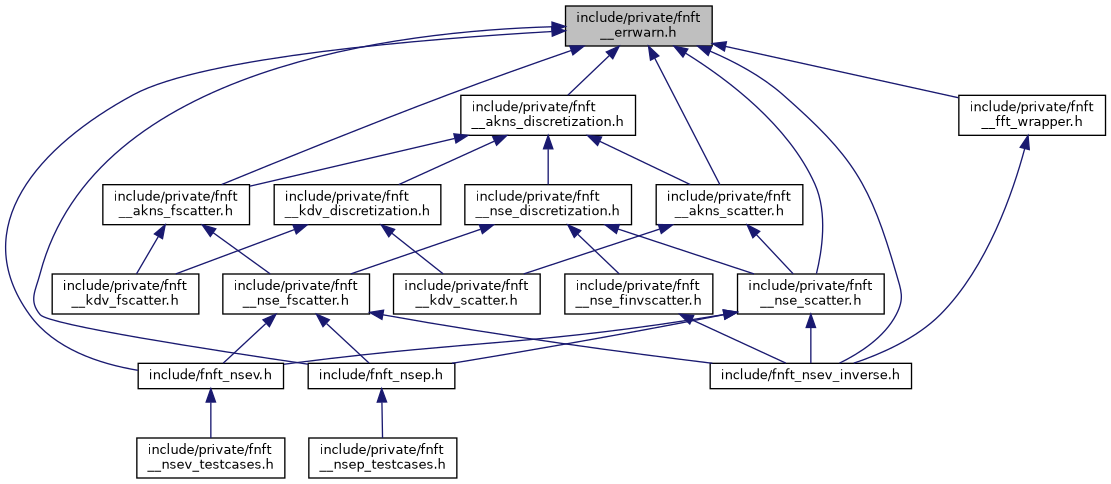 include/private/fnft
__errwarn.h
include/private/fnft
__akns_discretization.h
include/private/fnft
__fft_wrapper.h
include/private/fnft
__akns_fscatter.h
include/private/fnft
__kdv_discretization.h
include/private/fnft
__nse_discretization.h
include/private/fnft
__akns_scatter.h
include/private/fnft
__kdv_fscatter.h
include/private/fnft
__nse_fscatter.h
include/private/fnft
__kdv_scatter.h
include/private/fnft
__nse_finvscatter.h
include/private/fnft
__nse_scatter.h
include/fnft_nsev.h
include/fnft_nsep.h
include/fnft_nsev_inverse.h
include/private/fnft
__nsev_testcases.h
include/private/fnft
__nsep_testcases.h